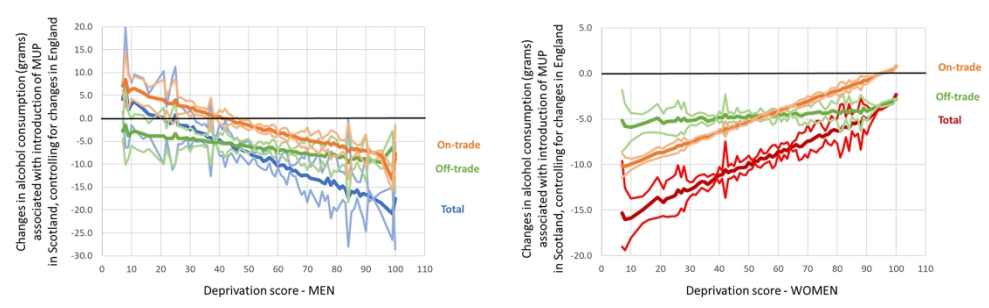 Changes in alcohol consumption (grams)
associated with introduction of MUP
in Scotland, controlling for changes in England
20.0
15.0
10.0
5.0
0.0
-5.0
-10.0
-15.0
-20.0
-25.0
-30.0
0 10 20 30 40 50 60 70 80 90 100 110
On-trade
Off-trade
Total
Deprivation score - MEN
Changes in alcohol consumption (grams)
associated with introduction of MUP
in Scotland, controlling for changes in England
5.0
0.0
-5.0
-10.0
-15.0
-20.0
0 10 20 30 40 50 60 70 80 90 100 110
On-trade
Off-trade
Total
Deprivation score - WOMEN